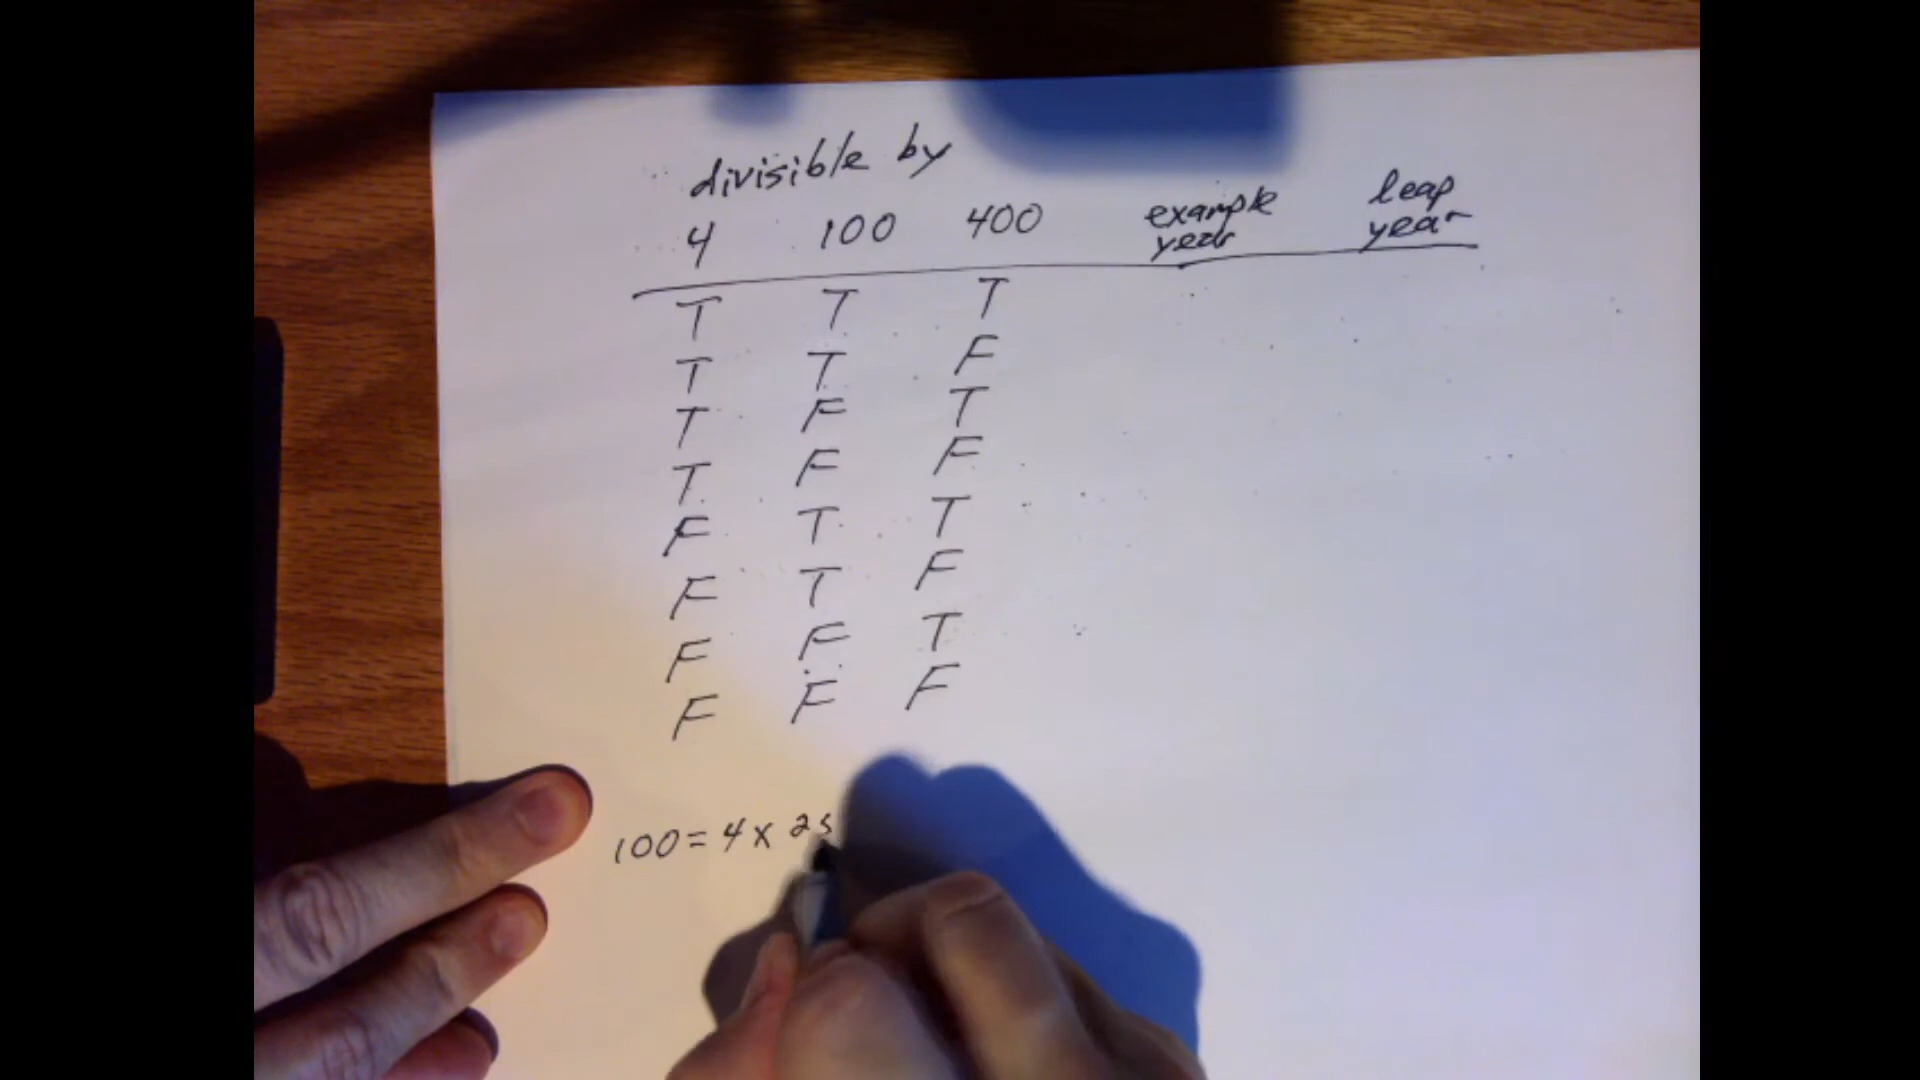 divisible by
4 100 400 example year leap year
T T T
T T F
T F T
T F F
F T T
F T F
F F T
F F F
100 = 4 x 25